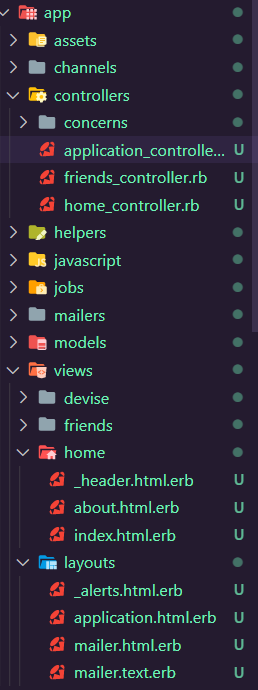 app
assets
channels
controllers
concerns
application_controlle... U
friends_controller.rb U
home_controller.rb U
helpers
javascript
jobs
mailers
models
views
devise
friends
home
_header.html.erb U
about.html.erb U
index.html.erb U
layouts
_alerts.html.erb U
application.html.erb U
mailer.html.erb U
mailer.text.erb U